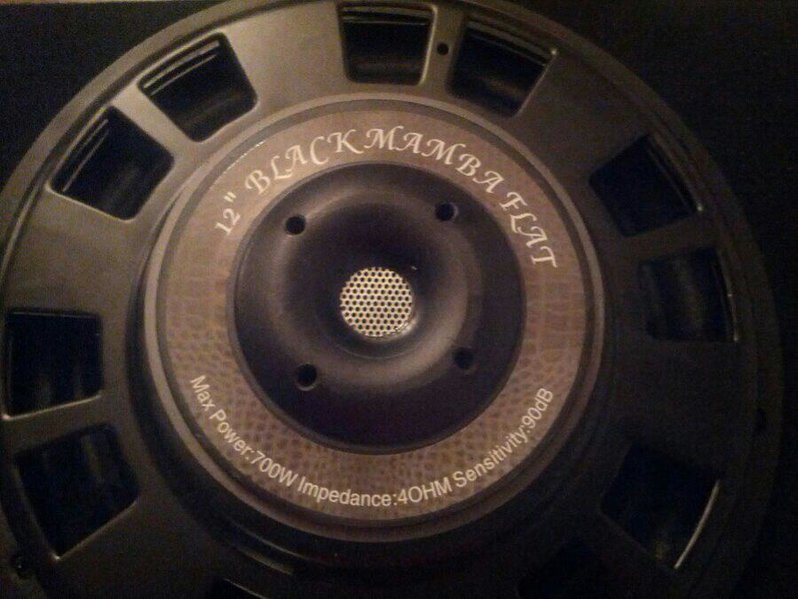 12" BLACK MAMBA FLAT
Max Power:700W Impedance:4OHM Sensitivity:90dB